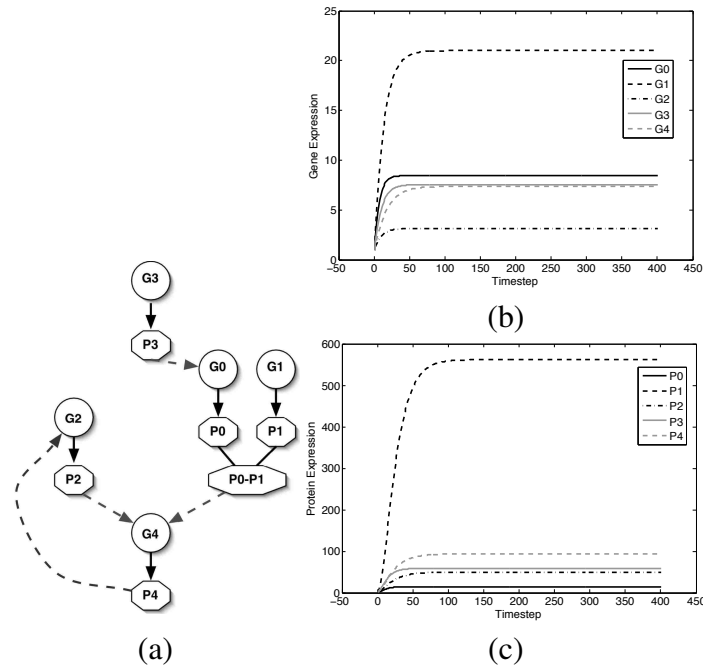 25
20
15
10
5
0
Gene Expression
-50 0 50 100 150 200 250 300 350 400 450
Timestep
G0
G1
G2
G3
G4
(b)
G3
P3
G0 G1
P0 P1
P0-P1
G2
P2
G4
P4
(a)
600
500
400
300
200
100
0
Protein Expression
-50 0 50 100 150 200 250 300 350 400 450
Timestep
P0
P1
P2
P3
P4
(c)